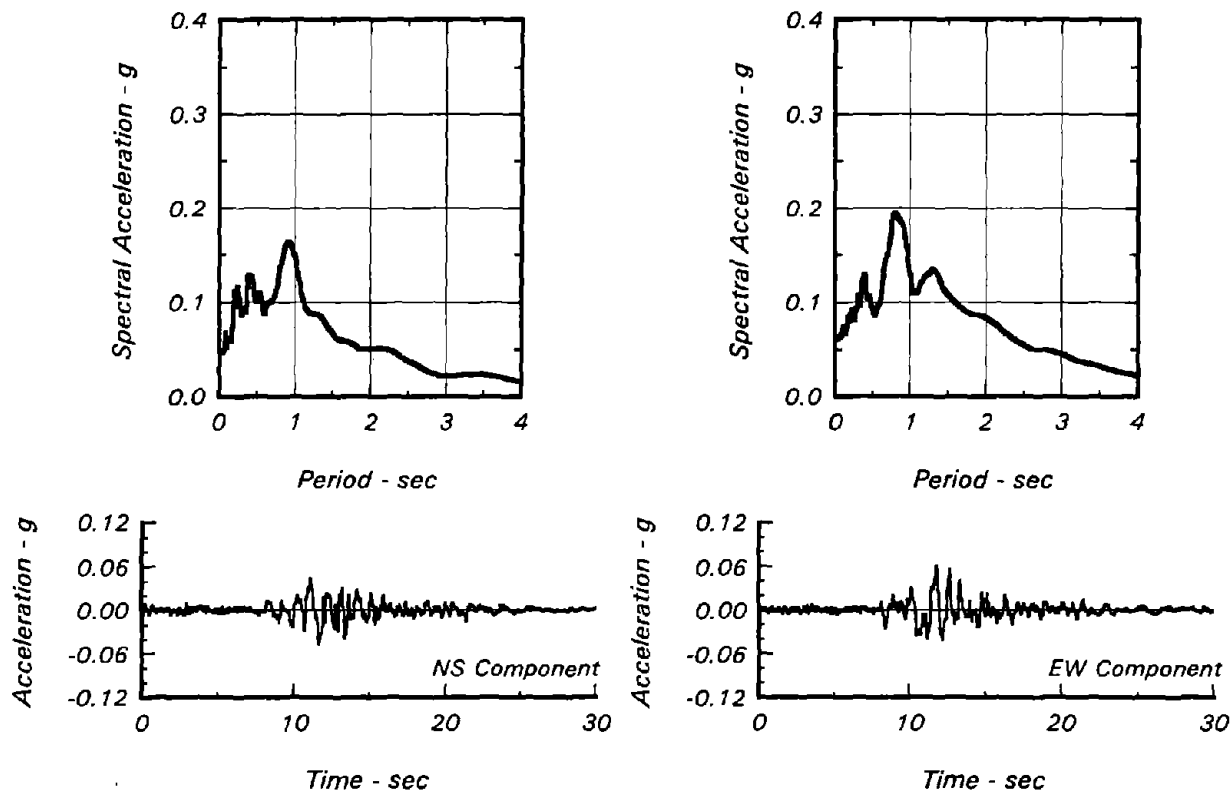 Spectral Acceleration - g
0.4
0.3
0.2
0.1
0.0
0 1 2 3 4
Period - sec
Spectral Acceleration - g
0.4
0.3
0.2
0.1
0.0
0 1 2 3 4
Period - sec
Acceleration - g
0.12
0.06
0.00
-0.06
-0.12
NS Component
0 10 20 30
Time - sec
Acceleration - g
0.12
0.06
0.00
-0.06
-0.12
EW Component
0 10 20 30
Time - sec